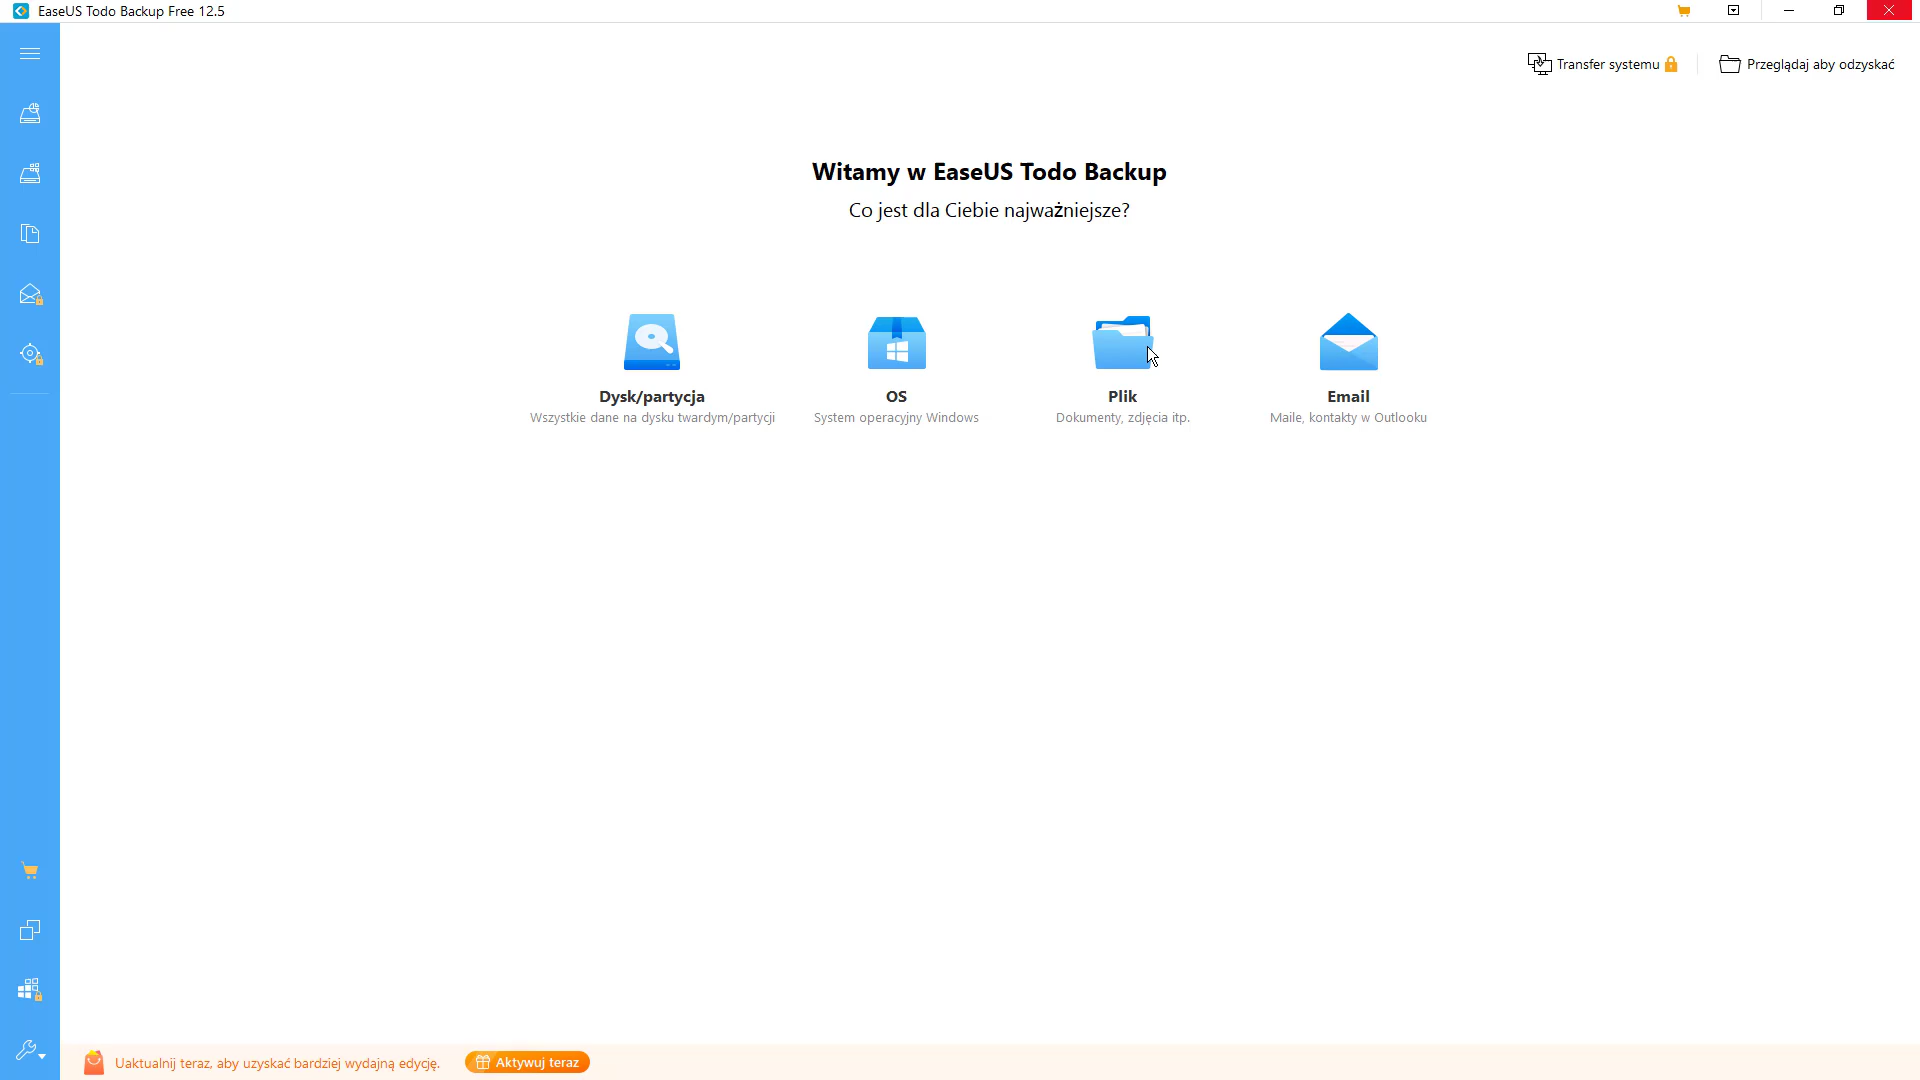 EaseUS Todo Backup Free 12.5
Transfer systemu
Przeglądaj aby odzyskać
Witamy w EaseUS Todo Backup
Co jest dla Ciebie najważniejsze?
Dysk/partycja
Wszystkie dane na dysku twardym/partycji
OS
System operacyjny Windows
Plik
Dokumenty, zdjęcia itp.
Email
Maile, kontakty w Outlooku
Uaktualnij teraz, aby uzyskać bardziej wydajną edycję.
Aktywuj teraz